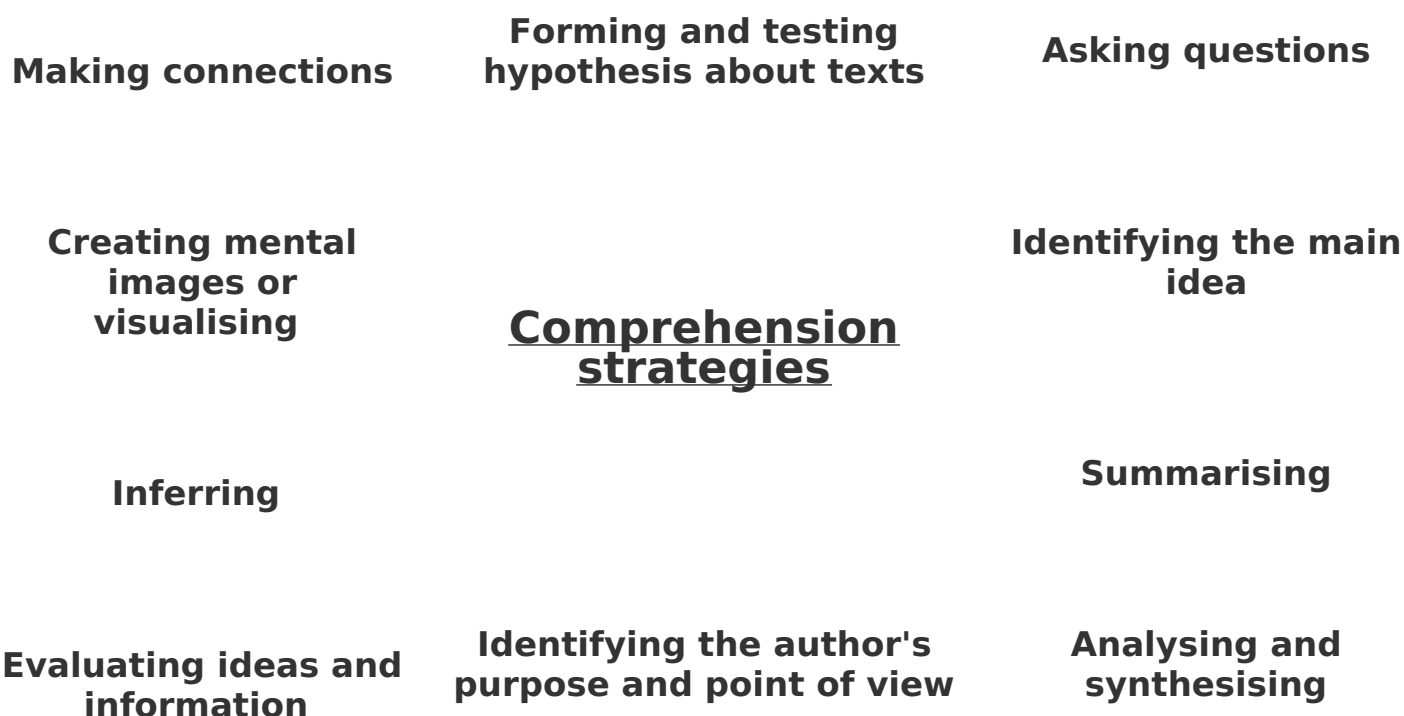 Making connections
Forming and testing
hypothesis about texts
Asking questions
Creating mental
images or
visualising
Comprehension
strategies
Identifying the main
idea
Inferring
Summarising
Evaluating ideas and
information
Identifying the author's
purpose and point of view
Analysing and
synthesising